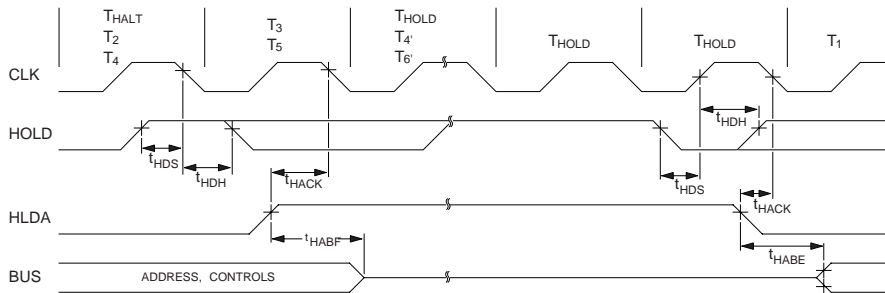 THALT
T2
T4
T3
T5
THOLD
T4'
T6'
THOLD
THOLD
T1
CLK
HOLD
tHDS
tHDH
tHACK
tHDH
tHDS
HLDA
tHACK
tHABF
tHABE
BUS
ADDRESS, CONTROLS